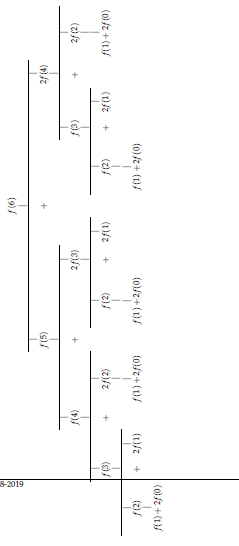 f(6)
f(5) + 2f(4)
f(4) + 2f(3) f(3) + 2f(2)
f(3) + 2f(2) f(2) + 2f(1) f(2) + 2f(1) f(1) + 2f(0)
f(2) + 2f(1) f(1) + 2f(0) f(1) + 2f(0) f(1) + 2f(0)
f(1) + 2f(0)
8-2019